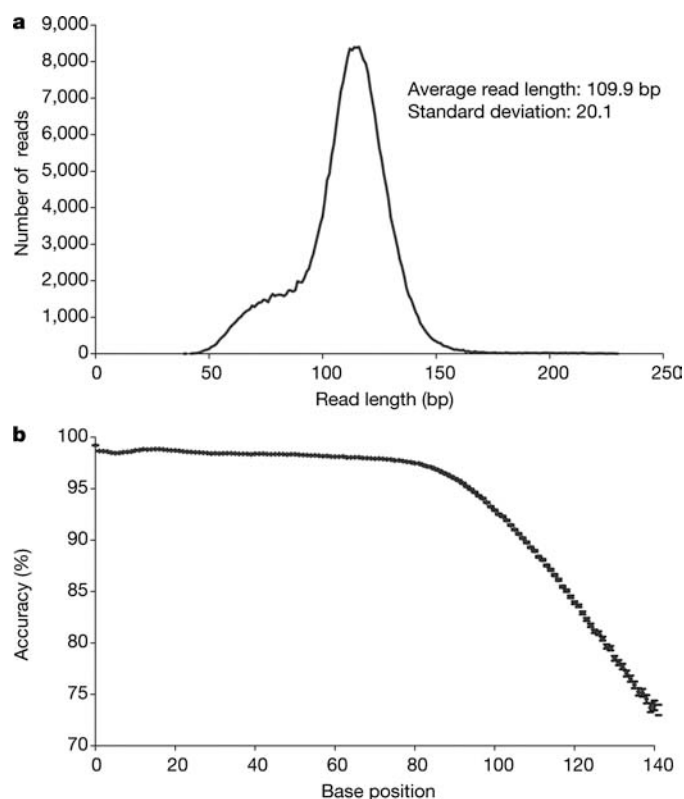 a
9,000
8,000
7,000
6,000
5,000
4,000
3,000
2,000
1,000
0
Number of reads
Average read length: 109.9 bp
Standard deviation: 20.1
0 50 100 150 200 250
Read length (bp)
b
100
95
90
85
80
75
70
Accuracy (%)
0 20 40 60 80 100 120 140
Base position